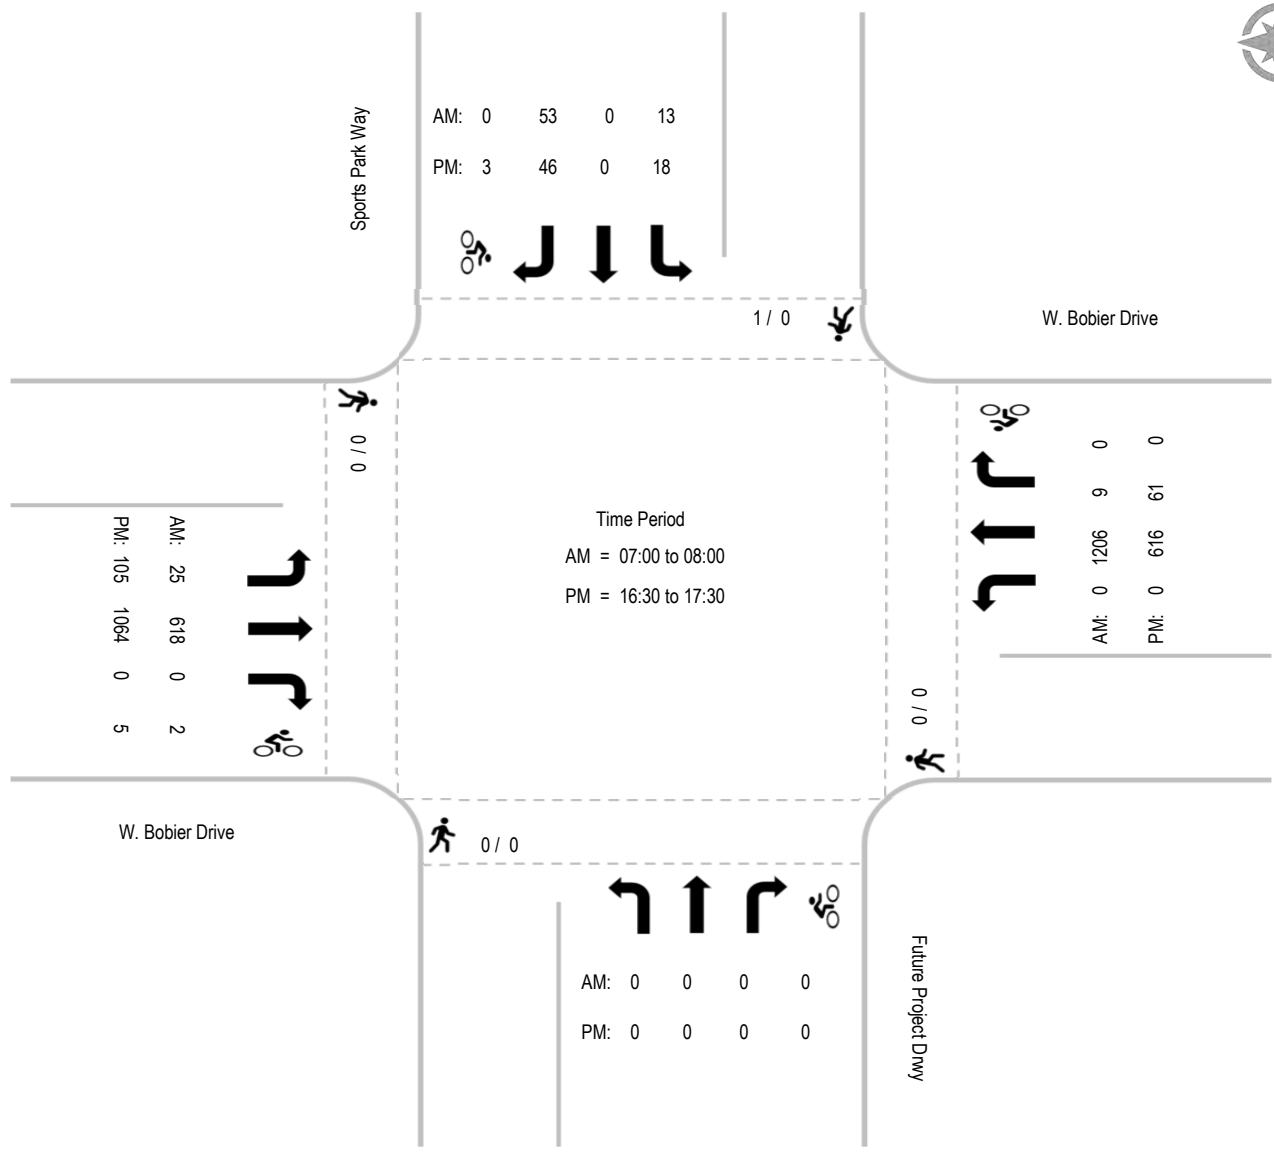 Sports Park Way
AM: 0 53 0 13
PM: 3 46 0 18
1 / 0
W. Bobier Drive
0 / 0
AM: 0 1206 9 0
PM: 0 616 61 0
Time Period
AM = 07:00 to 08:00
PM = 16:30 to 17:30
AM: 25 618 0 2
PM: 105 1064 0 5
0 / 0
W. Bobier Drive
0 / 0
AM: 0 0 0 0
PM: 0 0 0 0
Future Project Drwy